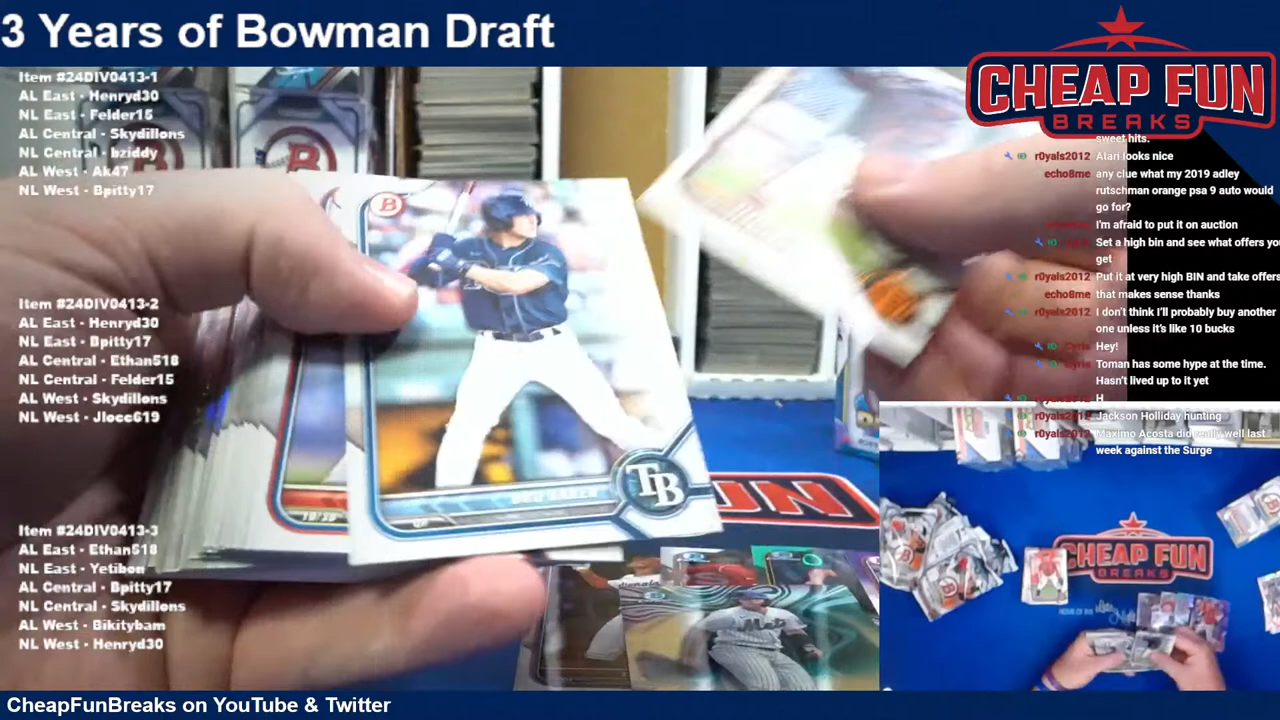 3 Years of Bowman Draft
CHEAP FUN
BREAKS
Item #24DIV0413-1
AL East - Henryd30
NL East - Felder15
AL Central - Skydillons
NL Central - bziddy
AL West - Ak47
NL West - Bpitty17
Item #24DIV0413-2
AL East - Henryd30
NL East - Bpitty17
AL Central - Ethan518
NL Central - Felder15
AL West - Skydillons
NL West - Jlocc619
Item #24DIV0413-3
AL East - Ethan518
NL East - Yetibon
AL Central - Bpitty17
NL Central - Skydillons
AL West - Bikitybam
NL West - Henryd30
sweet hits.
r0yals2012 Atari looks nice
echo8me any clue what my 2019 adley
rutschman orange psa 9 auto would
go for?
I'm afraid to put it on auction
Set a high bin and see what offers you
get
r0yals2012 Put it at very high BIN and take offers
echo8me that makes sense thanks
r0yals2012 I don't think I'll probably buy another
one unless it's like 10 bucks
Hey!
Toman has some hype at the time.
Hasn't lived up to it yet
r0yals2012 H
r0yals2012 Jackson Holliday hunting
r0yals2012 Maximo Acosta did really well last
week against the Surge
B
TB
UN
CHEAP FUN
BREAKS
CheapFunBreaks on YouTube & Twitter